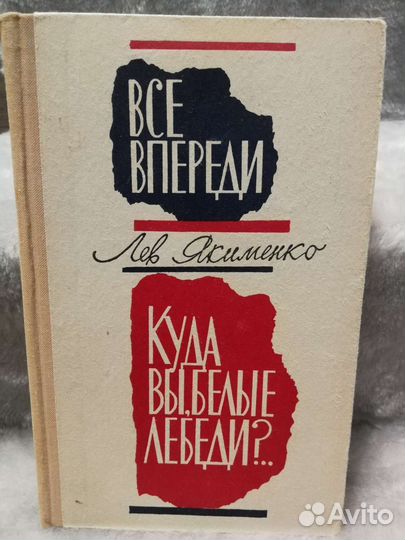 ВСЕ
ВПЕРЕДИ
Лев Якименко
КУДА
ВЫ, БЕЛЫЕ
ЛЕБЕДИ?..
Avito